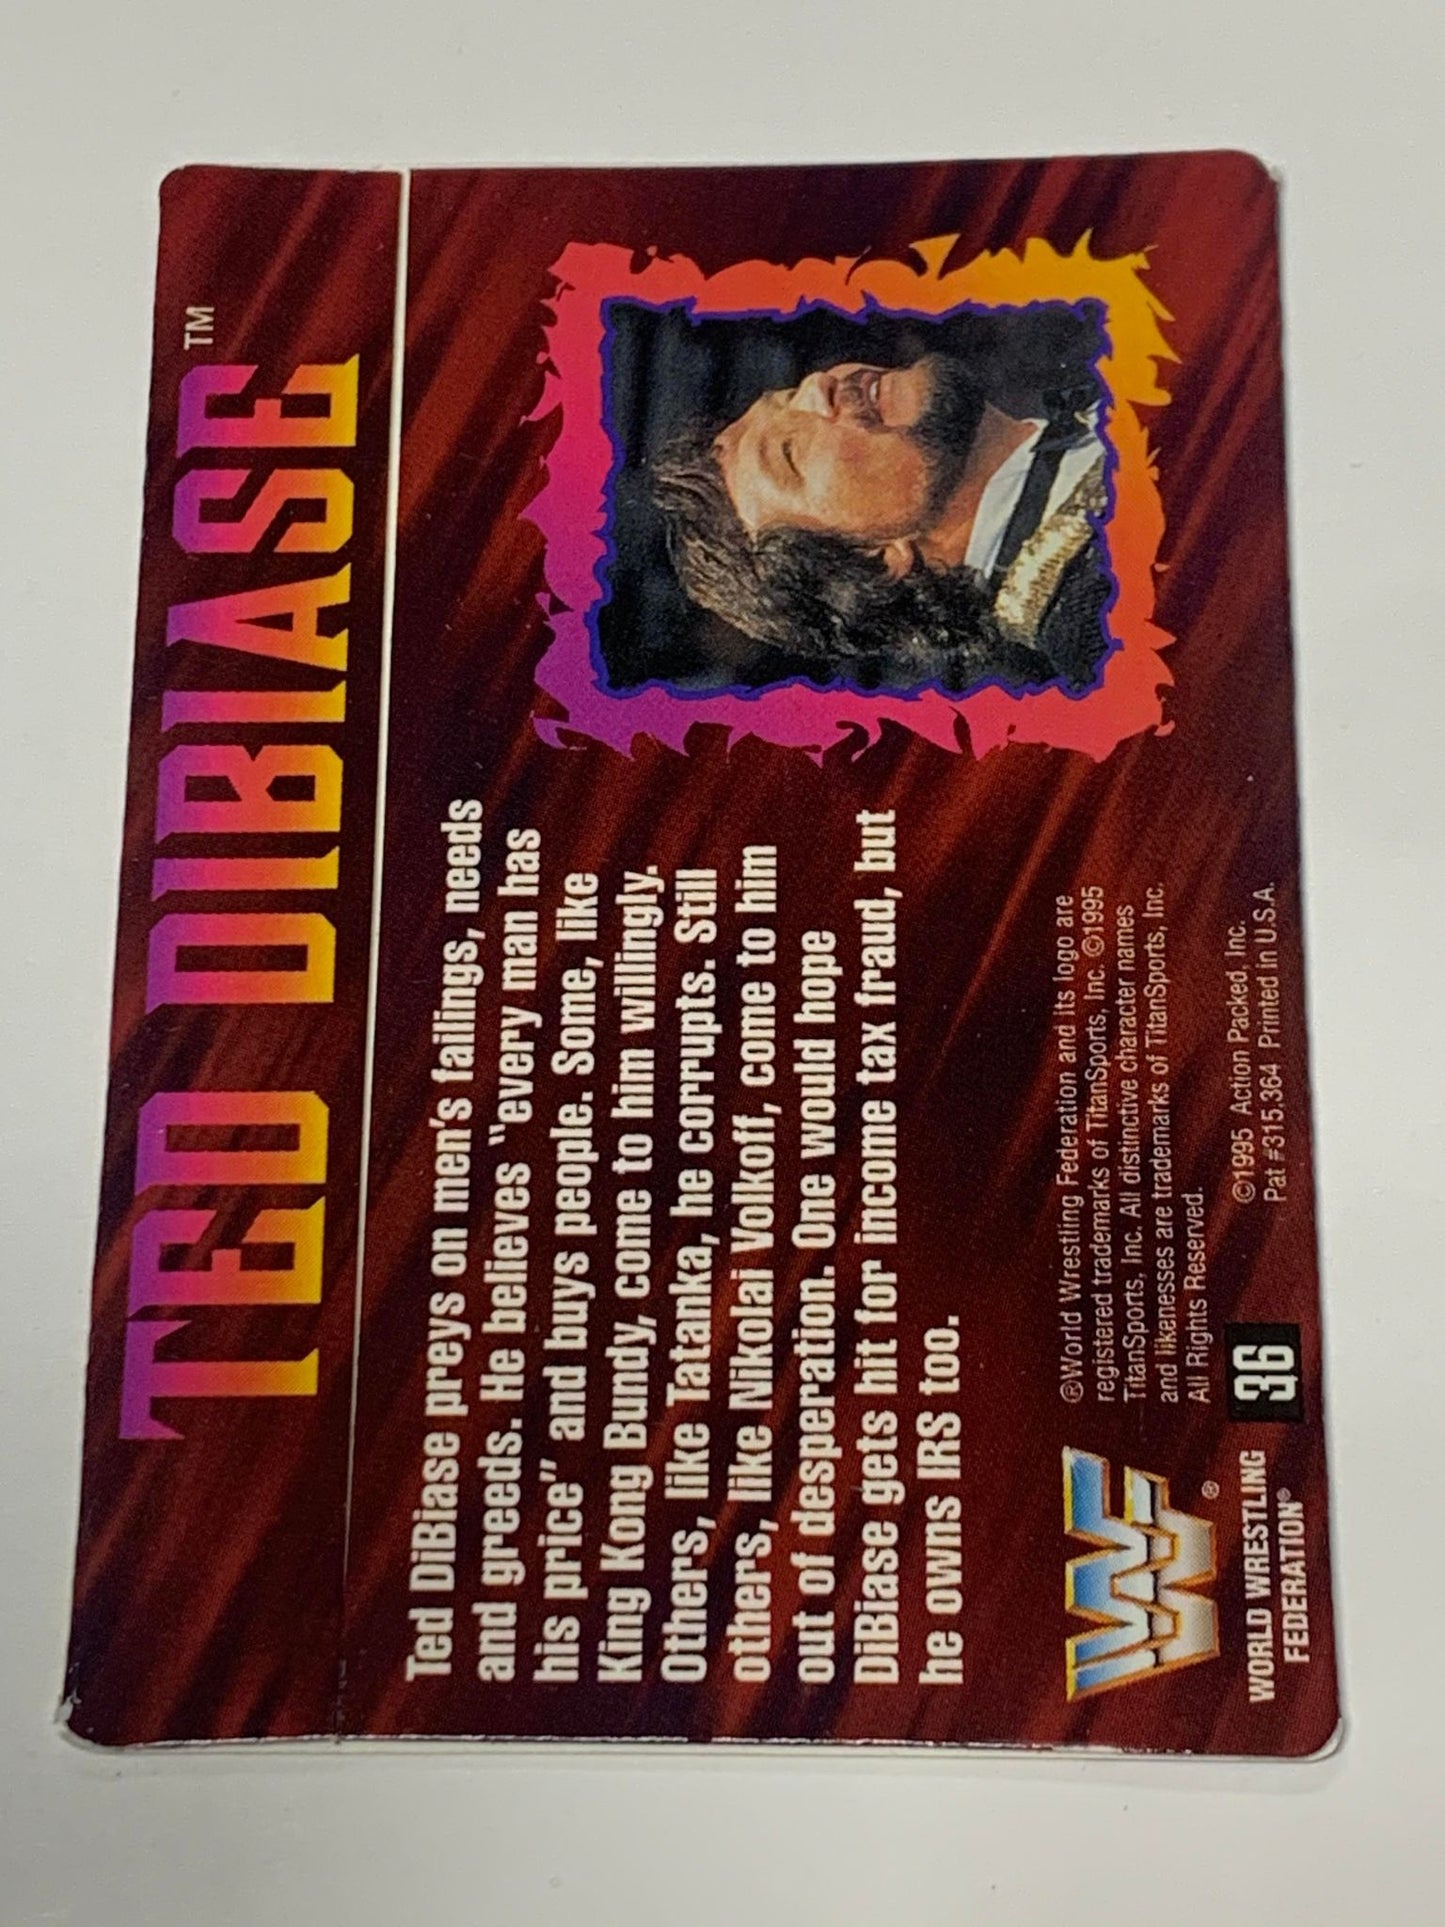 TED DIBIASE™
Ted DiBiase preys on men's failings, needs
and greeds. He believes "every man has
his price" and buys people. Some, like
King Kong Bundy, come to him willingly.
Others, like Tatanka, he corrupts. Still
others, like Nikolai Volkoff, come to him
out of desperation. One would hope
DiBiase gets hit for income tax fraud, but
he owns IRS too.
WF®
WORLD WRESTLING
FEDERATION®
®World Wrestling Federation and its logo are
registered trademarks of TitanSports, Inc. ©1995
TitanSports, Inc. All distinctive character names
and likenesses are trademarks of TitanSports, Inc.
All Rights Reserved.
36
©1995 Action Packed, Inc.
Pat #315,364 Printed in U.S.A.